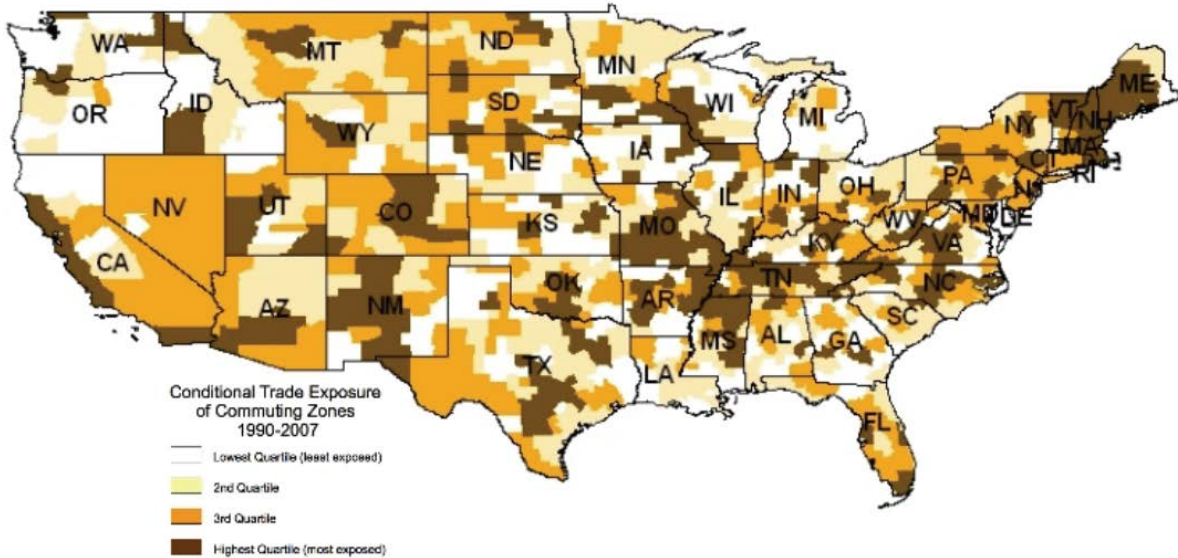 WA
MT
ND
MN
ME
OR
ID
SD
WI
MI
VT
NH
NY
WY
MA
IA
CT
RI
NE
PA
NV
UT
CO
IL
IN
OH
NJ
KS
MO
WV
MD
DE
CA
KY
VA
TN
NC
AZ
NM
OK
AR
SC
MS
AL
GA
TX
LA
FL
Conditional Trade Exposure
of Commuting Zones
1990-2007
Lowest Quartile (least exposed)
2nd Quartile
3rd Quartile
Highest Quartile (most exposed)